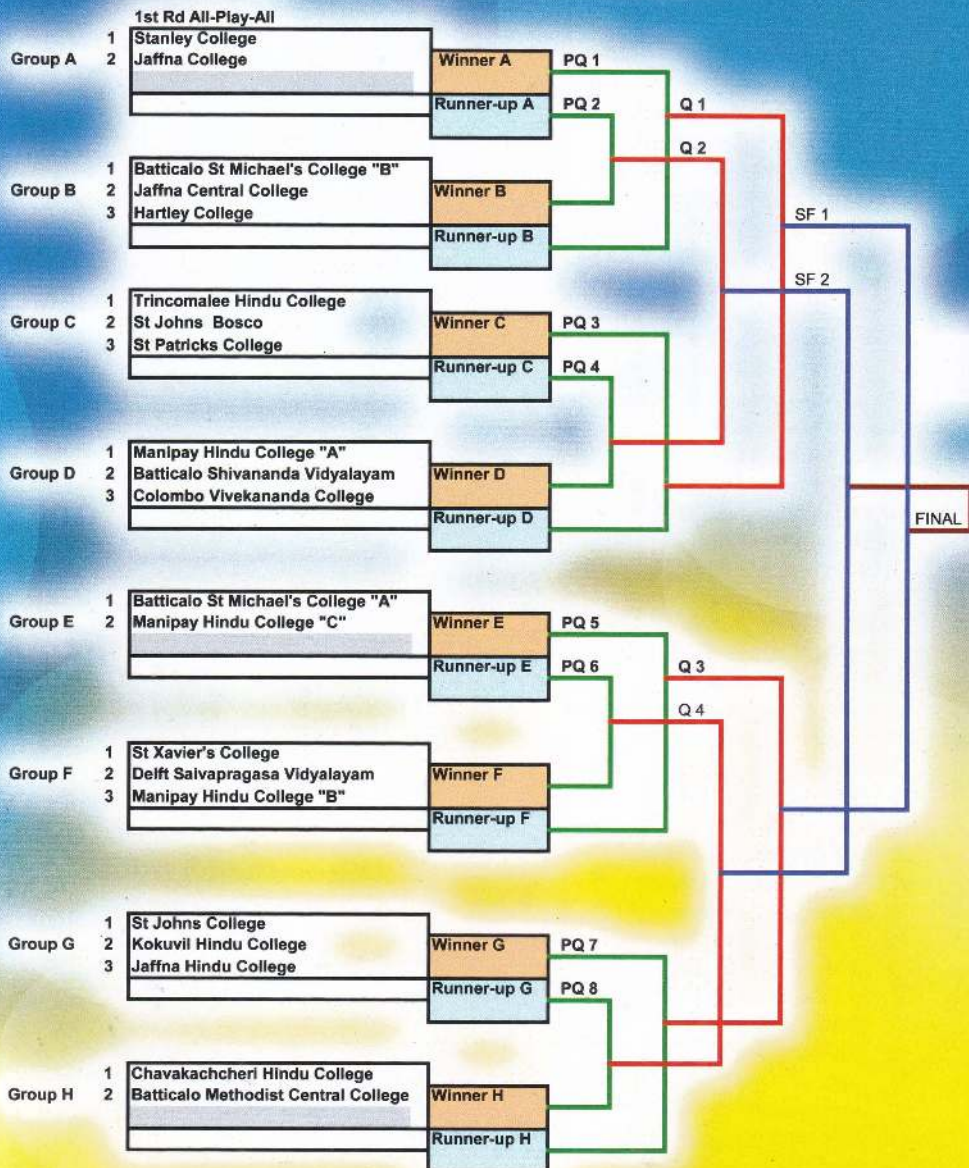 1st Rd All-Play-All
Group A
1 Stanley College
2 Jaffna College
Winner A
Runner-up A
PQ 1
PQ 2
Q 1
Q 2
Group B
1 Batticalo St Michael's College "B"
2 Jaffna Central College
3 Hartley College
Winner B
Runner-up B
SF 1
SF 2
Group C
1 Trincomalee Hindu College
2 St Johns Bosco
3 St Patricks College
Winner C
Runner-up C
PQ 3
PQ 4
Group D
1 Manipay Hindu College "A"
2 Batticalo Shivananda Vidyalayam
3 Colombo Vivekananda College
Winner D
Runner-up D
FINAL
Group E
1 Batticalo St Michael's College "A"
2 Manipay Hindu College "C"
Winner E
Runner-up E
PQ 5
PQ 6
Q 3
Q 4
Group F
1 St Xavier's College
2 Delft Saivapragasa Vidyalayam
3 Manipay Hindu College "B"
Winner F
Runner-up F
Group G
1 St Johns College
2 Kokuvil Hindu College
3 Jaffna Hindu College
Winner G
Runner-up G
PQ 7
PQ 8
Group H
1 Chavakachcheri Hindu College
2 Batticalo Methodist Central College
Winner H
Runner-up H